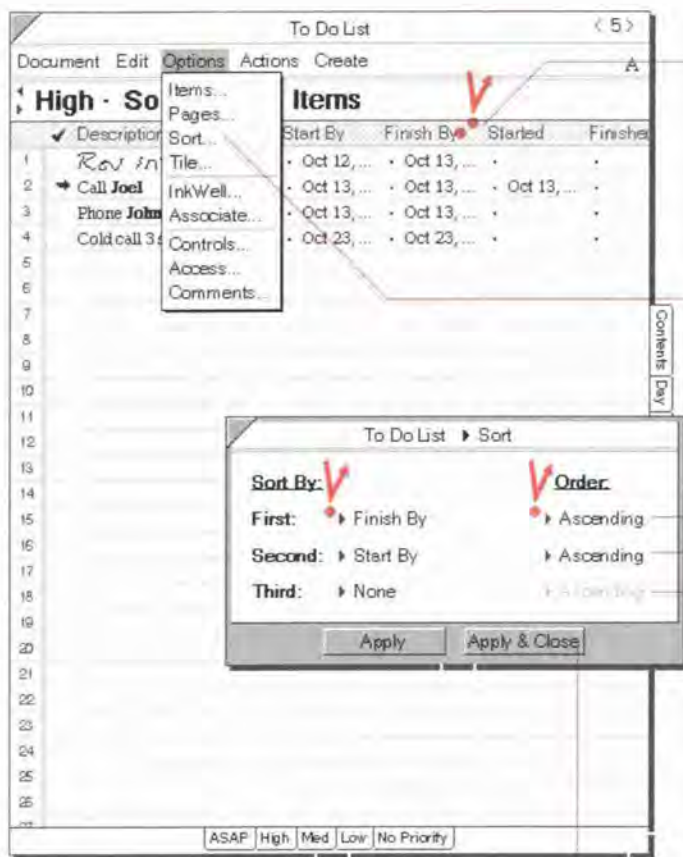 To Do List < 5 >
Document Edit Options Actions Create
A
High · So Items
Items...
Pages...
Sort...
Tile...
InkWell...
Associate...
Controls...
Access...
Comments...
✓ Description Start By Finish By Started Finishe
1 · Oct 12, ... · Oct 13, ... · ·
2 ➔ Call Joel · Oct 13, ... · Oct 13, ... · Oct 13, ... ·
3 Phone John · Oct 13, ... · Oct 13, ... · ·
4 Cold call 3 s · Oct 23, ... · Oct 23, ... · ·
5
6
7
8
9
10
11
12
13
14
15
16
17
18
19
20
21
22
23
24
25
26
27
Contents Day
To Do List ▸ Sort
Sort By: Order:
First: ▸ Finish By ▸ Ascending
Second: ▸ Start By ▸ Ascending
Third: ▸ None ▸ Ascending
Apply Apply & Close
ASAP High Med Low No Priority